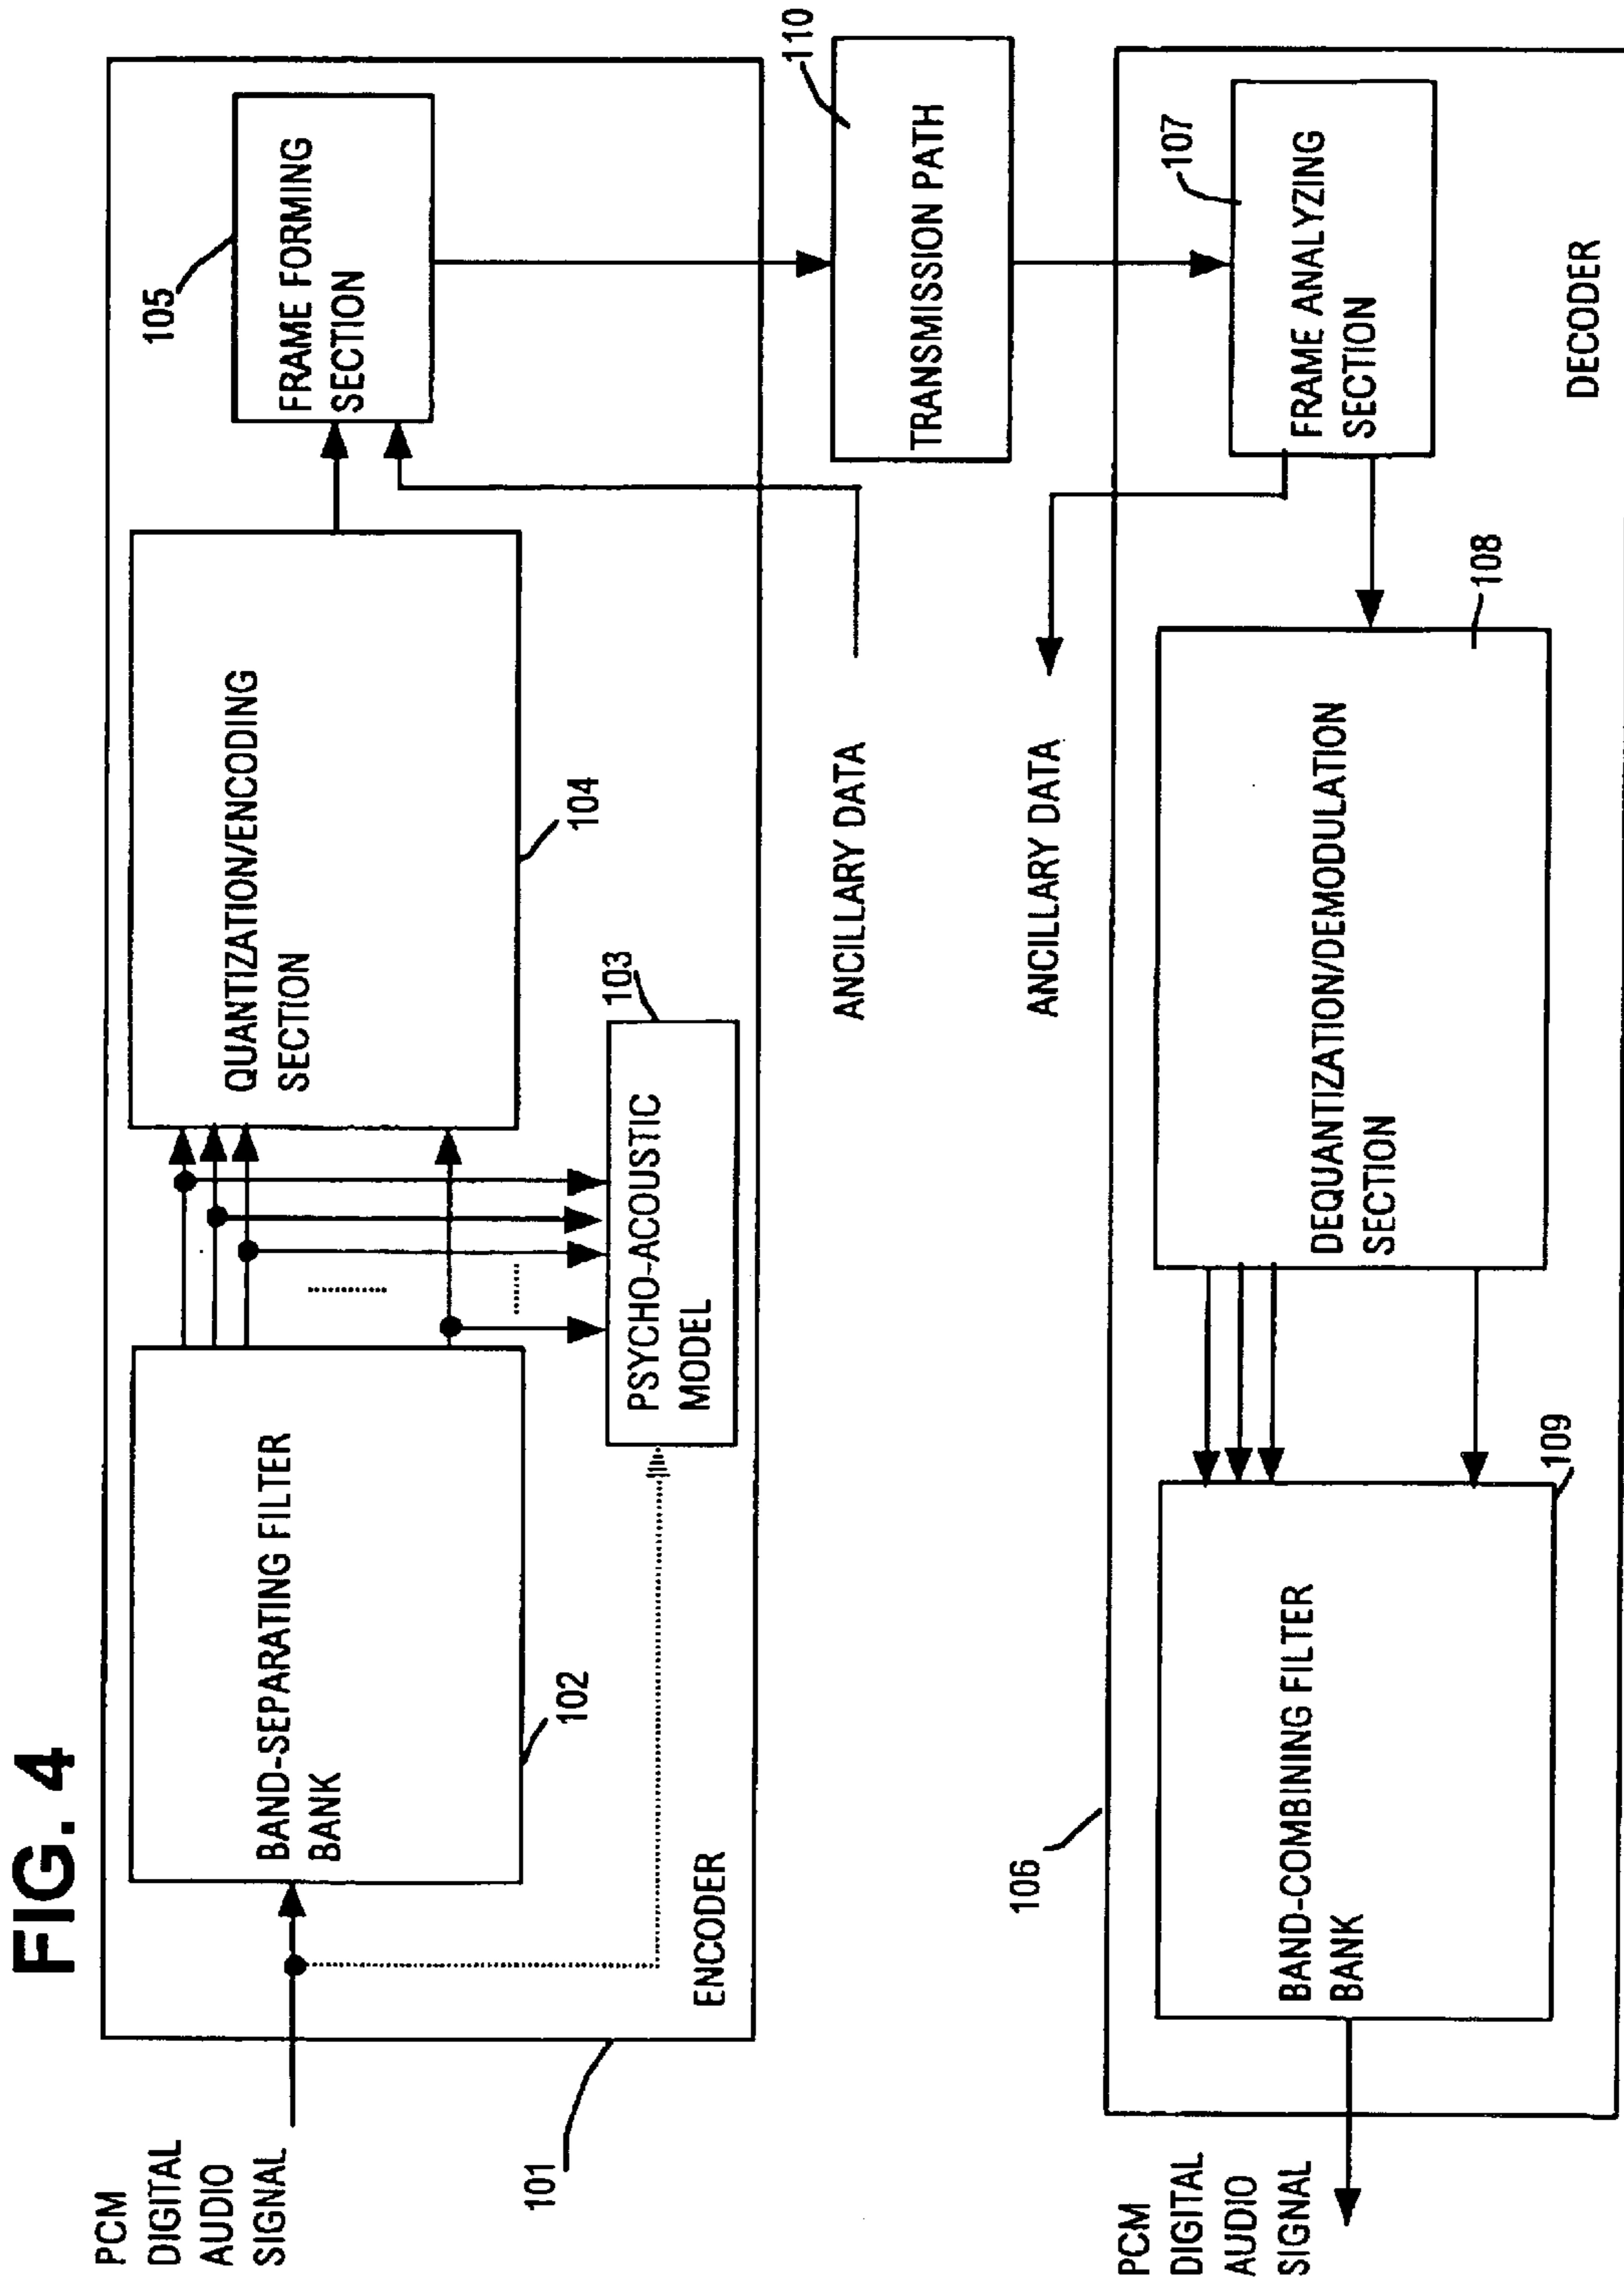 FIG. 4
PCM
DIGITAL
AUDIO
SIGNAL
101
ENCODER
BAND-SEPARATING FILTER
BANK
102
PSYCHO-ACOUSTIC
MODEL
103
QUANTIZATION/ENCODING
SECTION
104
FRAME FORMING
SECTION
105
ANCILLARY DATA
TRANSMISSION PATH
110
ANCILLARY DATA
PCM
DIGITAL
AUDIO
SIGNAL
106
BAND-COMBINING FILTER
BANK
109
DEQUANTIZATION/DEMODULATION
SECTION
108
FRAME ANALYZING
SECTION
107
DECODER